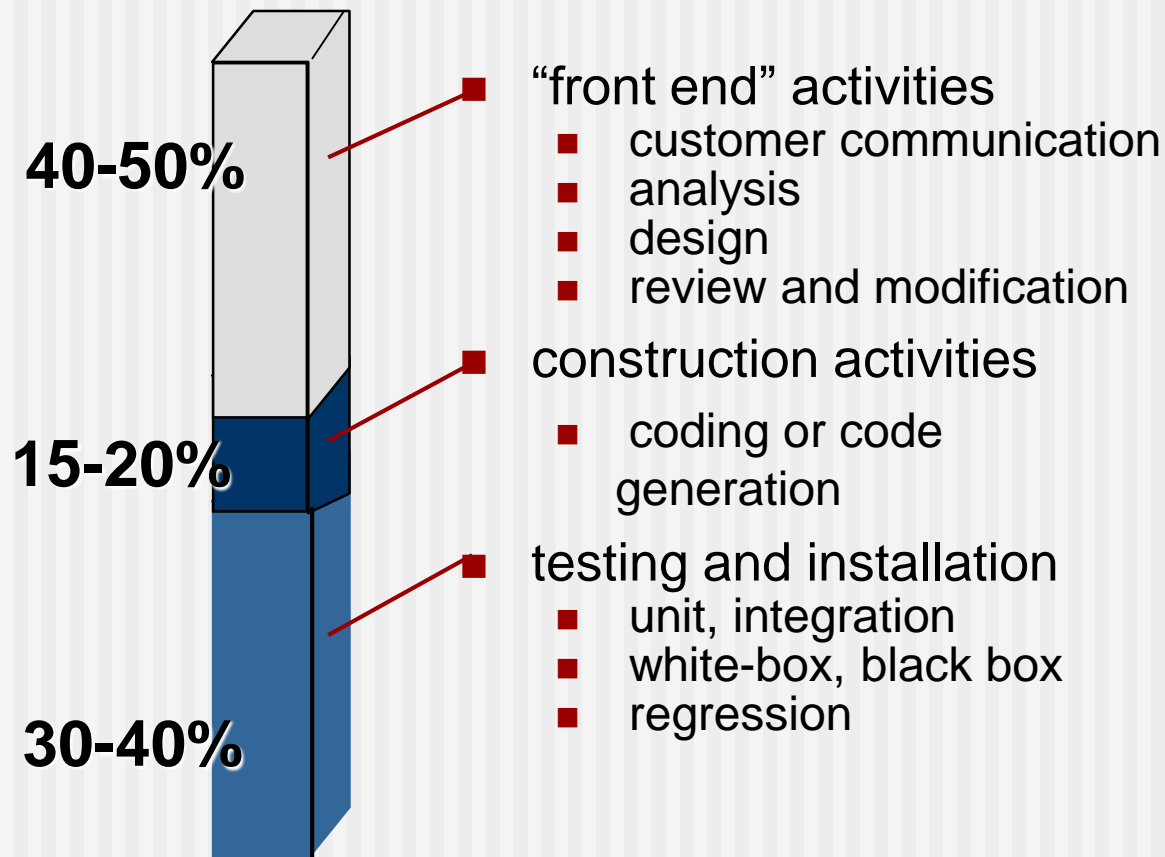 40-50%
“front end” activities
customer communication
analysis
design
review and modification
15-20%
construction activities
coding or code
generation
30-40%
testing and installation
unit, integration
white-box, black box
regression